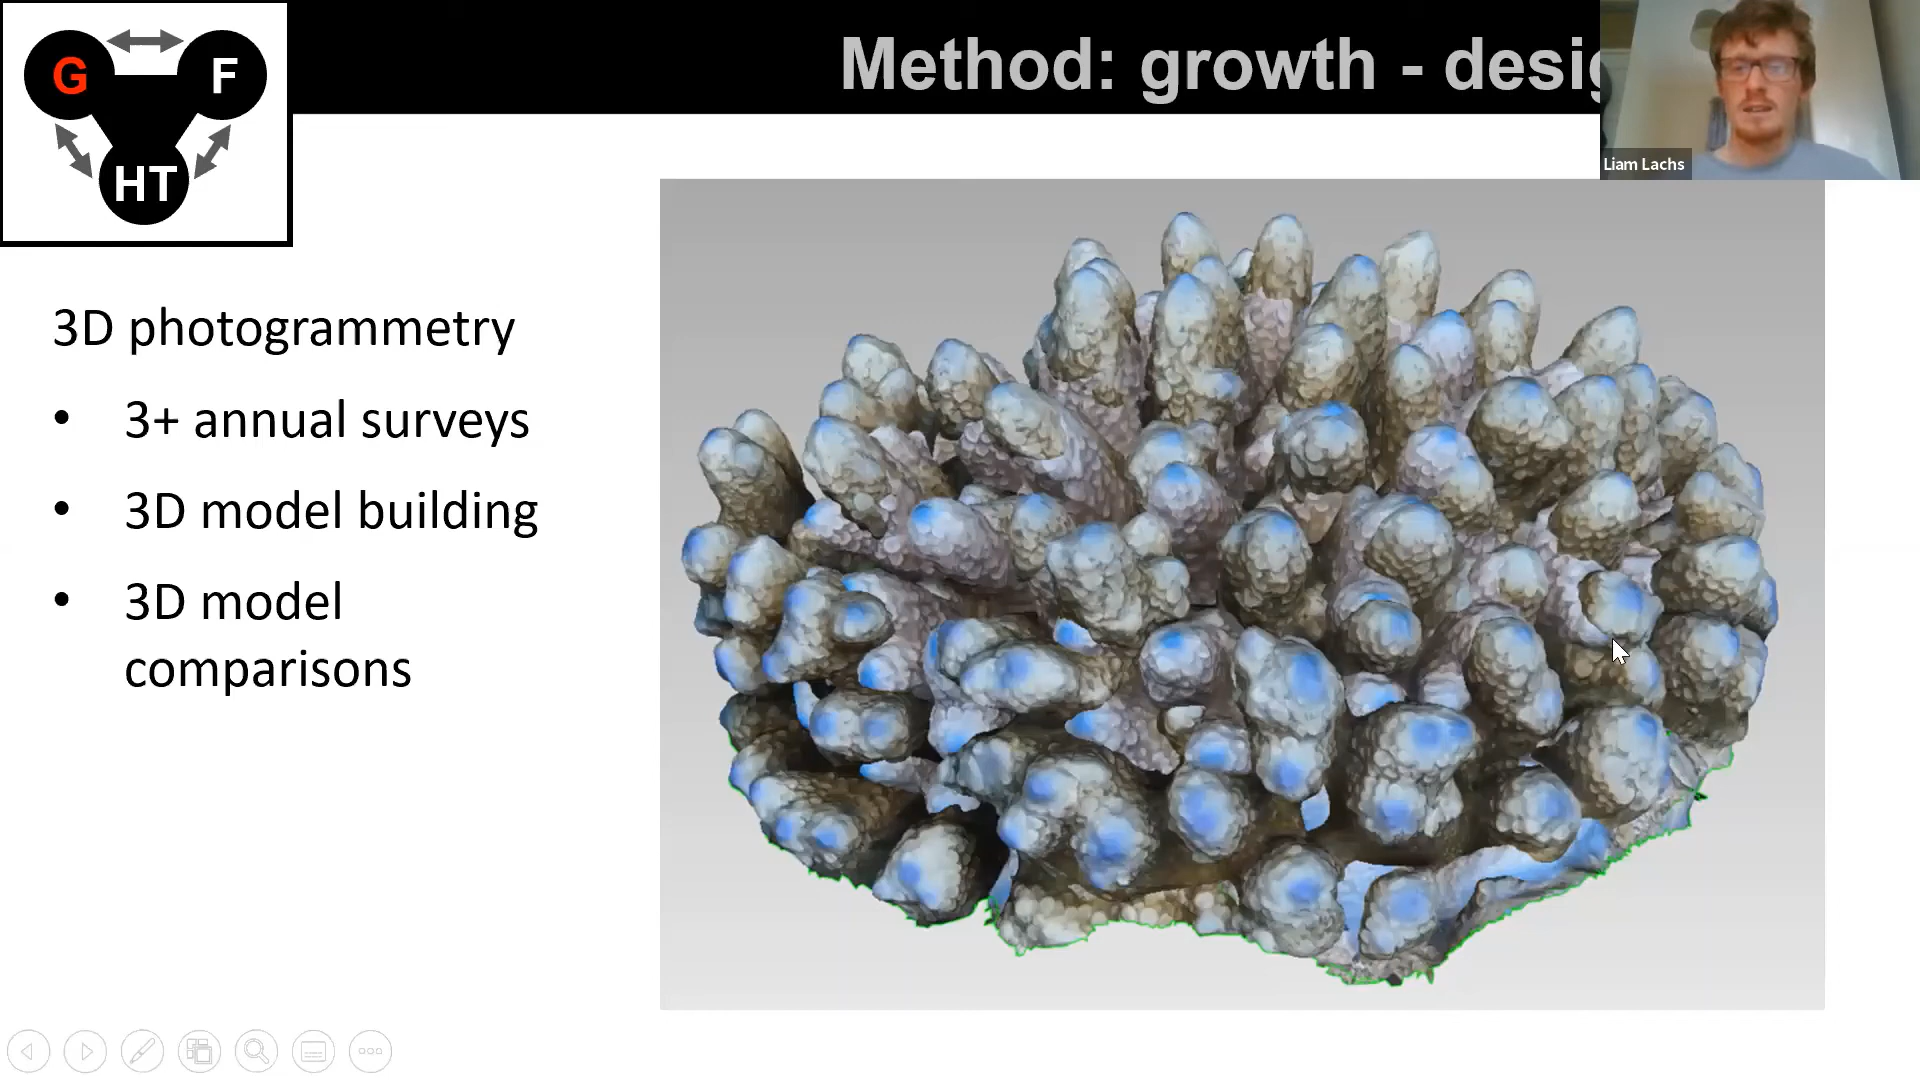 G F
HT
Method: growth - desig
Liam Lachs
3D photogrammetry
• 3+ annual surveys
• 3D model building
• 3D model
comparisons